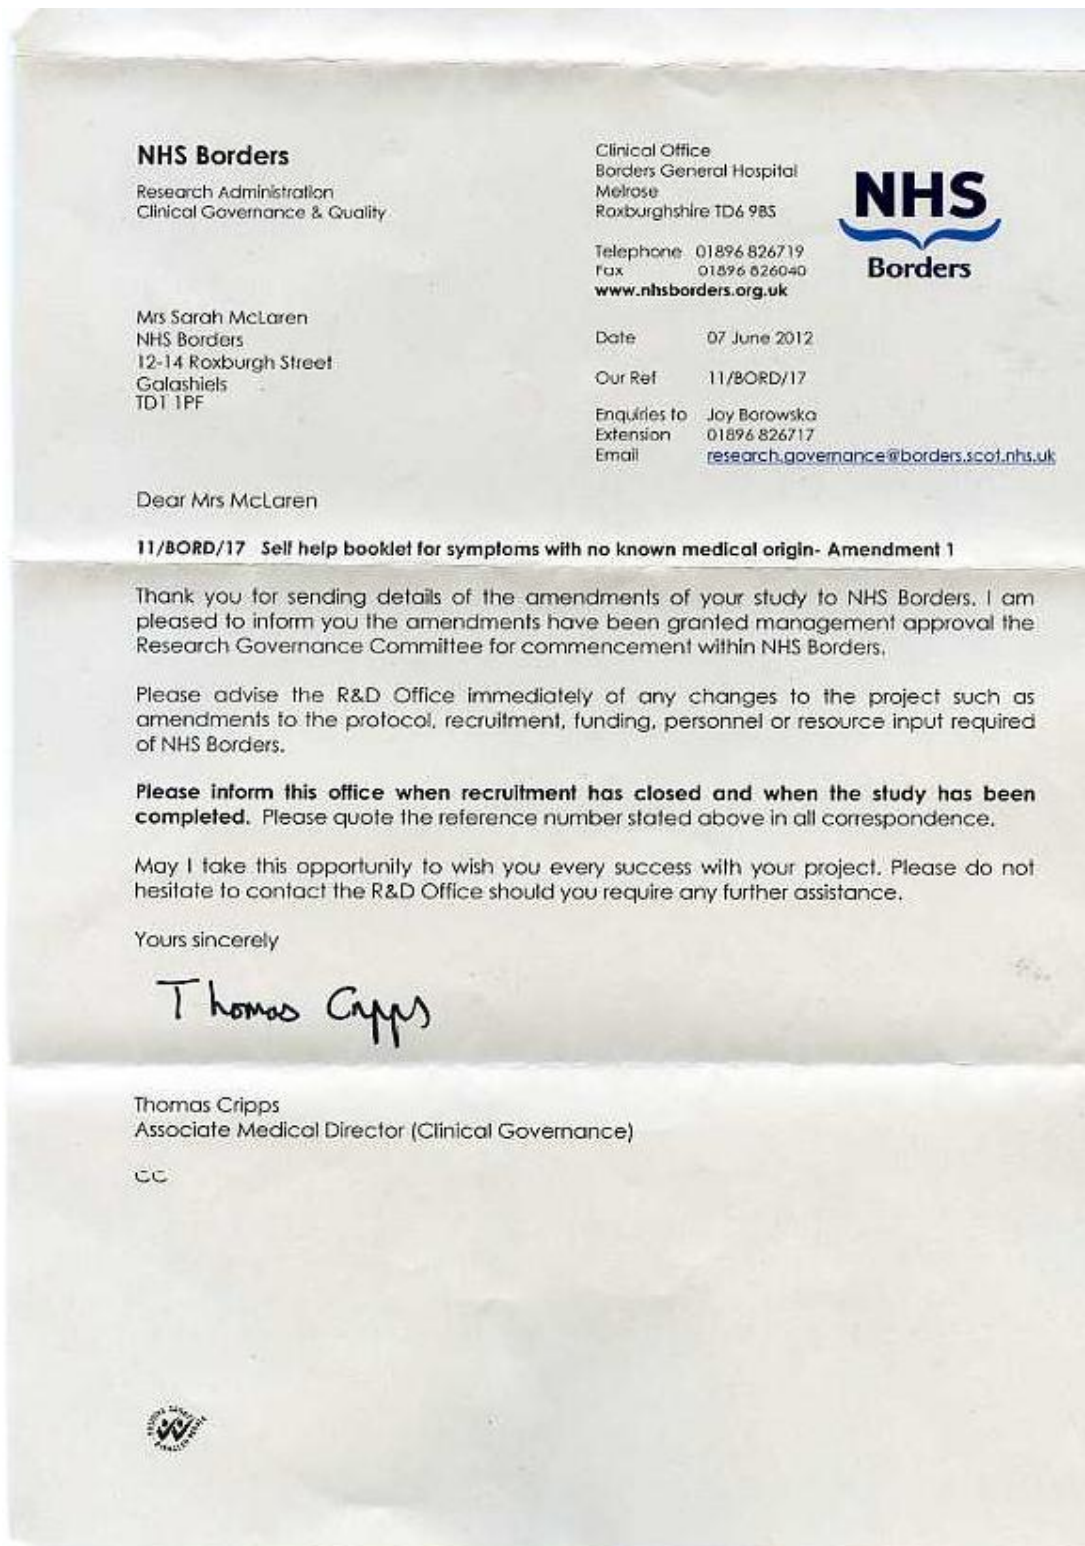 NHS Borders
Research Administration
Clinical Governance & Quality
Clinical Office
Borders General Hospital
Melrose
Roxburghshire TD6 9BS
Telephone 01896 826719
Fax 01896 826040
www.nhsborders.org.uk
NHS
Borders
Mrs Sarah McLaren
NHS Borders
12-14 Roxburgh Street
Galashiels
TD1 1PF
Date 07 June 2012
Our Ref 11/BORD/17
Enquiries to Joy Borowska
Extension 01896 826717
Email research.governance@borders.scot.nhs.uk
Dear Mrs McLaren
11/BORD/17 Self help booklet for symptoms with no known medical origin- Amendment 1
Thank you for sending details of the amendments of your study to NHS Borders. I am
pleased to inform you the amendments have been granted management approval the
Research Governance Committee for commencement within NHS Borders.
Please advise the R&D Office immediately of any changes to the project such as
amendments to the protocol, recruitment, funding, personnel or resource input required
of NHS Borders.
Please inform this office when recruitment has closed and when the study has been
completed. Please quote the reference number stated above in all correspondence.
May I take this opportunity to wish you every success with your project. Please do not
hesitate to contact the R&D Office should you require any further assistance.
Yours sincerely
Thomas Cripps
Thomas Cripps
Associate Medical Director (Clinical Governance)
CC